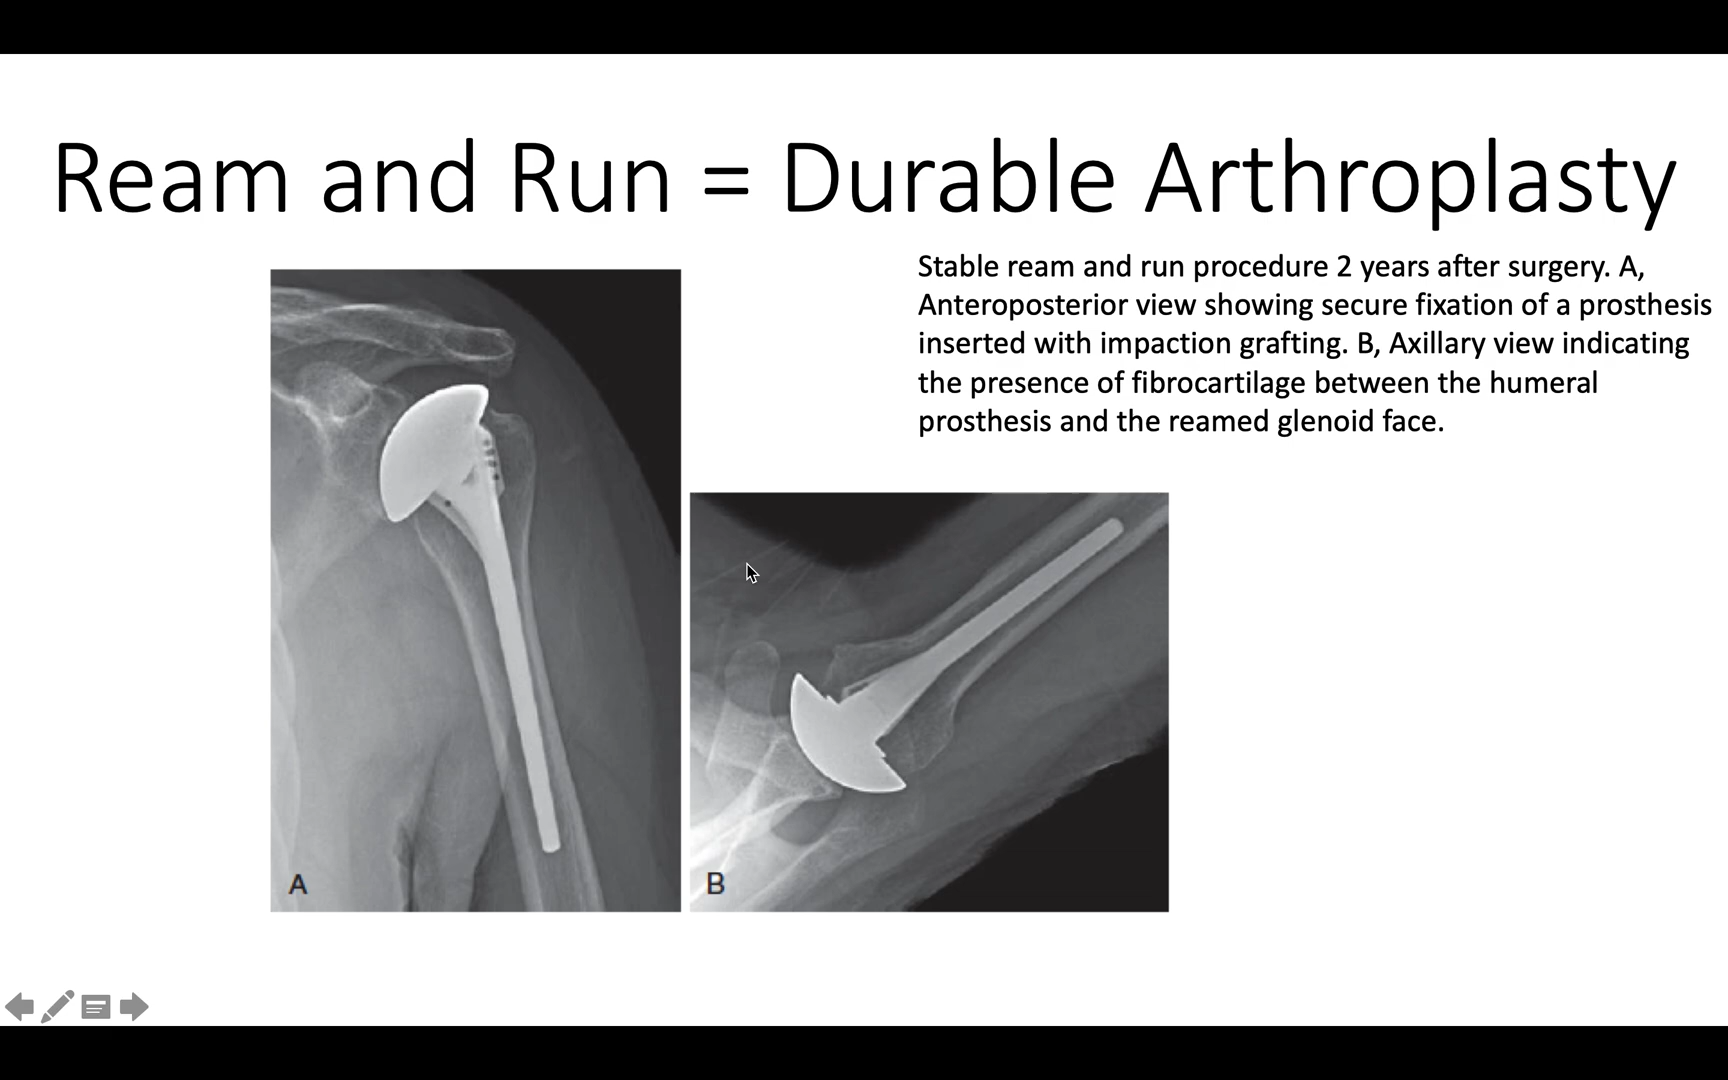 Ream and Run = Durable Arthroplasty
Stable ream and run procedure 2 years after surgery. A,
Anteroposterior view showing secure fixation of a prosthesis
inserted with impaction grafting. B, Axillary view indicating
the presence of fibrocartilage between the humeral
prosthesis and the reamed glenoid face.
A
B